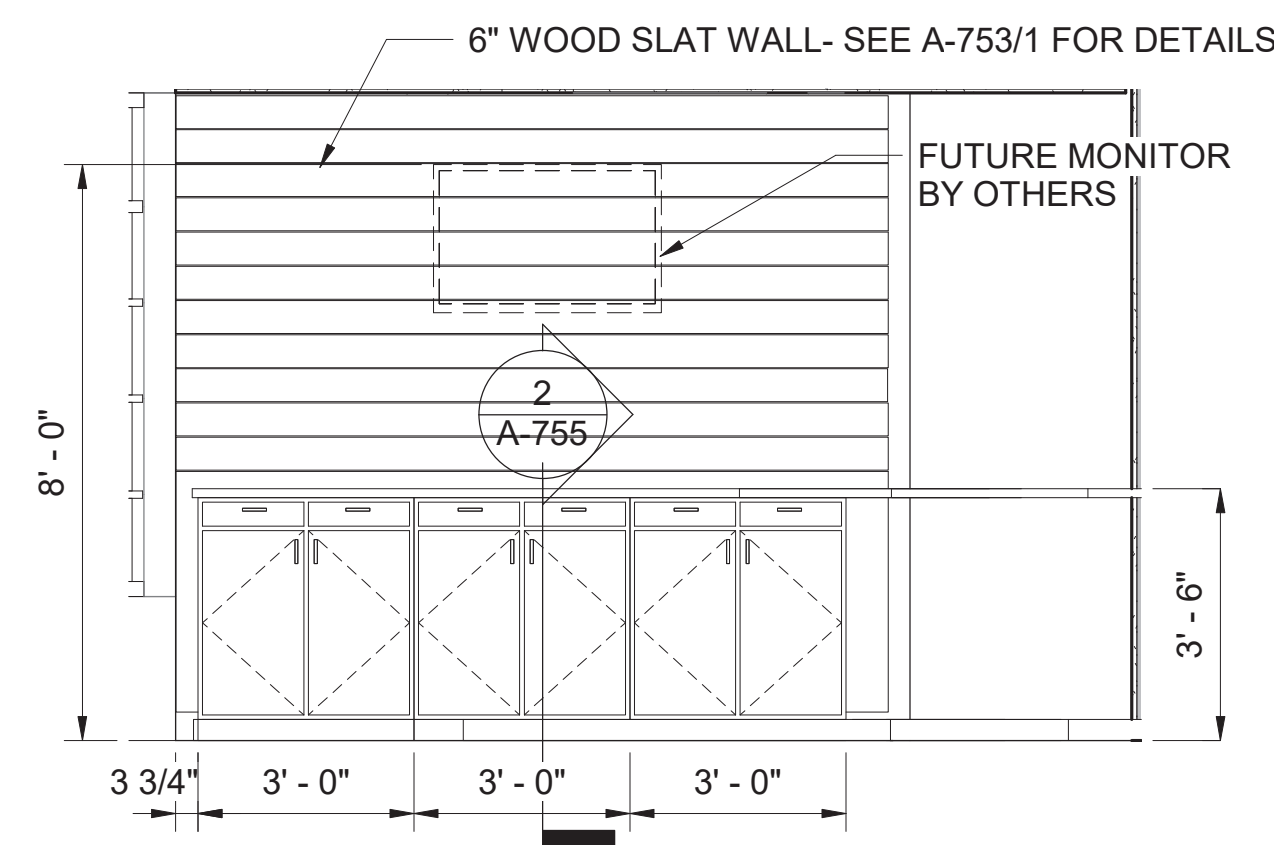 6" WOOD SLAT WALL- SEE A-753/1 FOR DETAILS
FUTURE MONITOR
BY OTHERS
2
A-755
8' - 0"
3' - 6"
3 3/4"
3' - 0"
3' - 0"
3' - 0"